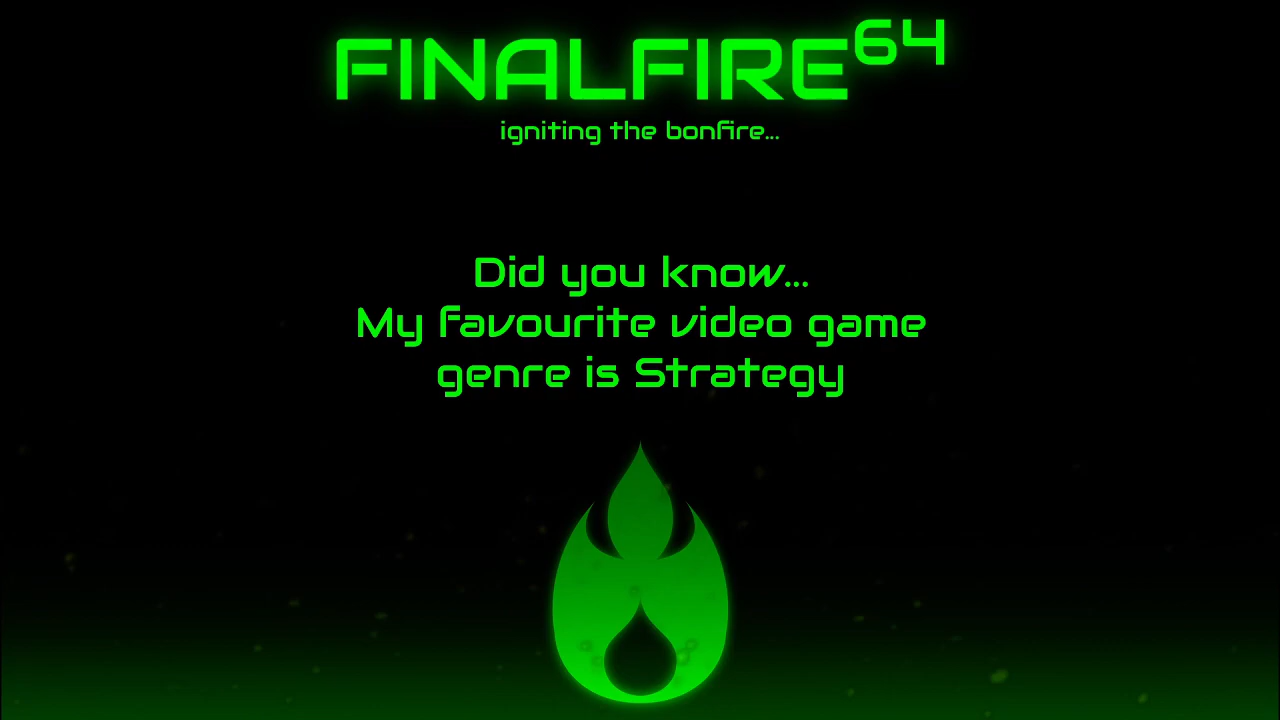 FINALFIRE64
igniting the bonfire...
Did you know...
My favourite video game
genre is Strategy